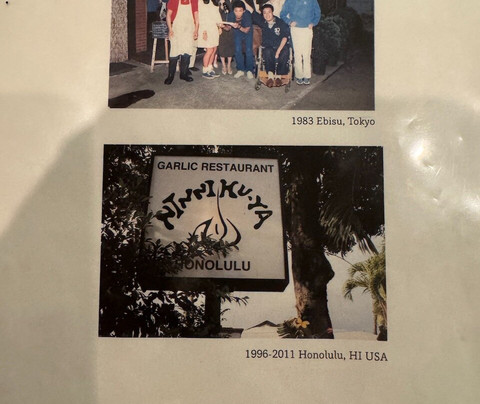 1983 Ebisu, Tokyo
GARLIC RESTAURANT
NINNIKU-YA
HONOLULU
1996-2011 Honolulu, HI USA